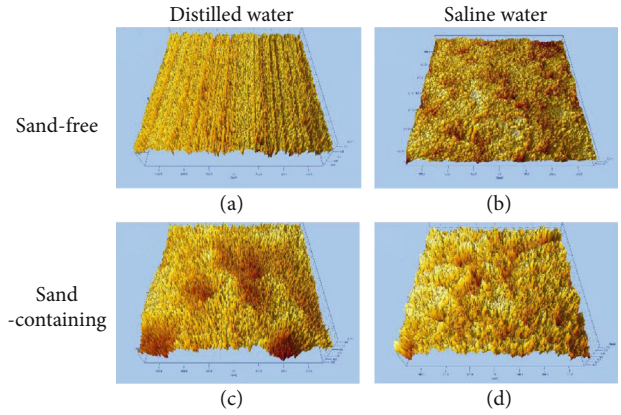 Distilled water
Saline water
Sand-free
(a)
(b)
Sand
-containing
(c)
(d)